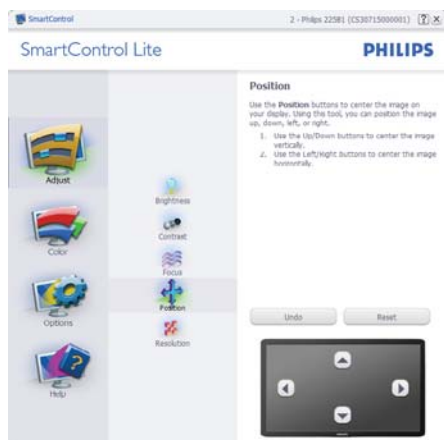 SmartControl
2 - Philips 225B1 (CS30715000001)
SmartControl Lite
PHILIPS
Adjust
Color
Options
Help
Brightness
Contrast
Focus
Position
Resolution
Position
Use the Position buttons to center the image on
your display. Using this tool, you can position the image
up, down, left, or right.
1. Use the Up/Down buttons to center the image
vertically.
2. Use the Left/Right buttons to center the image
horizontally.
Undo
Reset